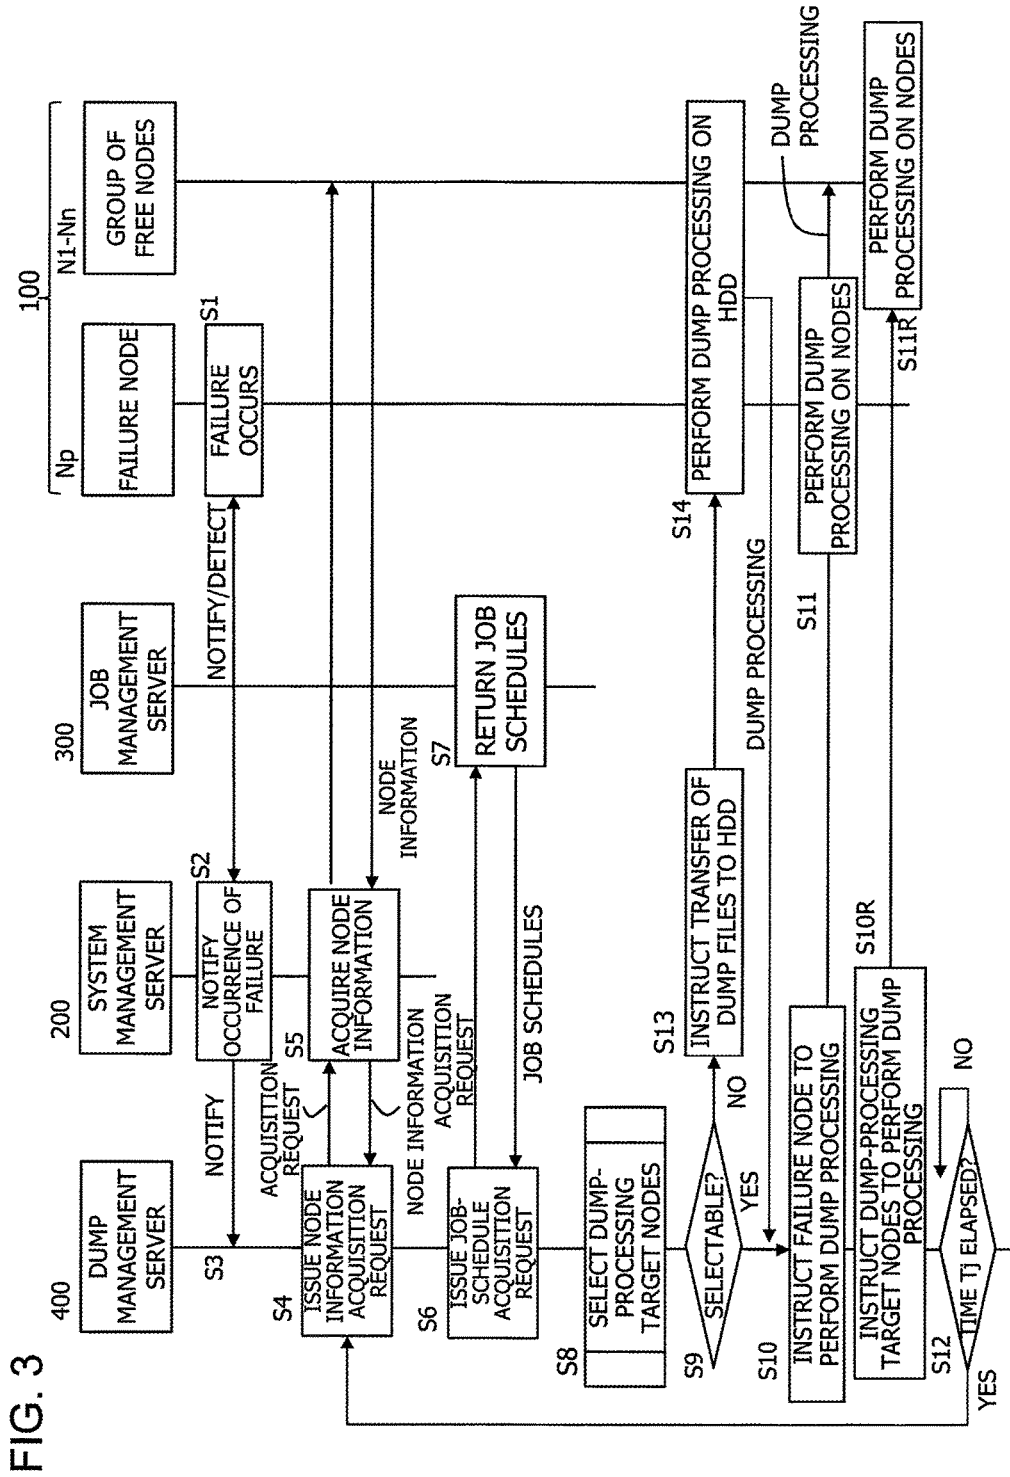 FIG. 3
400
DUMP
MANAGEMENT
SERVER
200
SYSTEM
MANAGEMENT
SERVER
300
JOB
MANAGEMENT
SERVER
100
Np
FAILURE NODE
N1-Nn
GROUP OF
FREE NODES
S1
FAILURE
OCCURS
NOTIFY/DETECT
S2
NOTIFY
OCCURRENCE OF
FAILURE
NOTIFY
S3
ACQUISITION
REQUEST
S4
ISSUE NODE
INFORMATION
ACQUISITION
REQUEST
S5
ACQUIRE NODE
INFORMATION
NODE
INFORMATION
NODE INFORMATION
ACQUISITION
REQUEST
S6
ISSUE JOB-
SCHEDULE
ACQUISITION
REQUEST
S7
RETURN JOB
SCHEDULES
JOB SCHEDULES
S8
SELECT DUMP-
PROCESSING
TARGET NODES
S9
SELECTABLE?
NO
YES
S13
INSTRUCT TRANSFER OF
DUMP FILES TO HDD
S14
PERFORM DUMP PROCESSING ON
HDD
DUMP PROCESSING
S10
INSTRUCT FAILURE NODE TO
PERFORM DUMP PROCESSING
S11
PERFORM DUMP
PROCESSING ON NODES
DUMP
PROCESSING
S10R
INSTRUCT DUMP-PROCESSING
TARGET NODES TO PERFORM DUMP
PROCESSING
S11R
PERFORM DUMP
PROCESSING ON NODES
S12
TIME Tj ELAPSED?
NO
YES